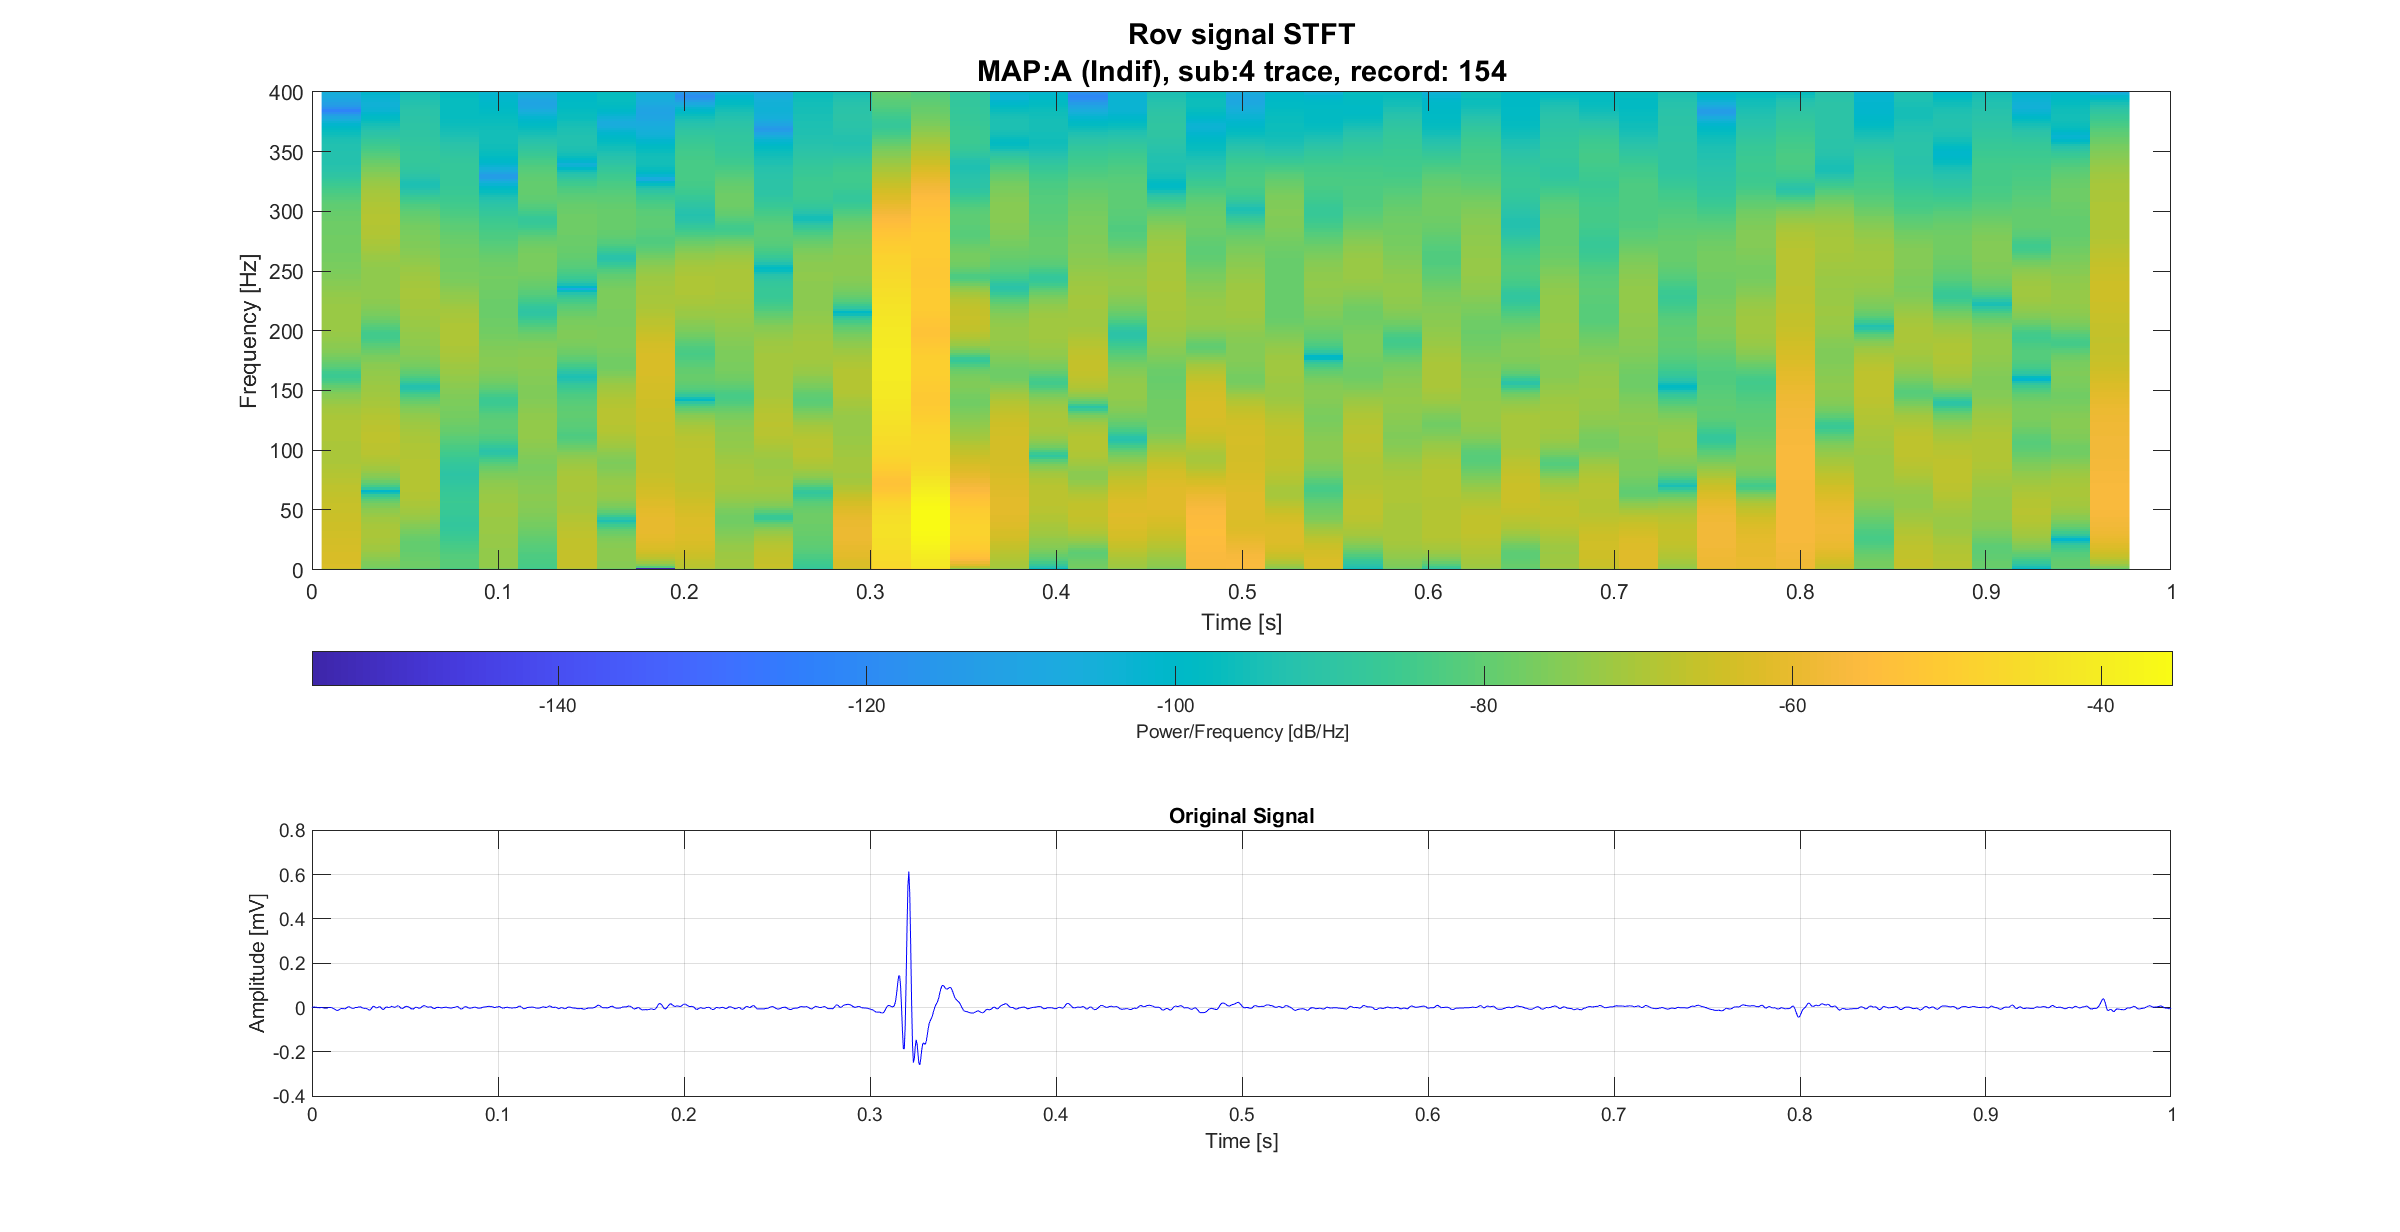 Rov signal STFT
MAP:A (Indif), sub:4 trace, record: 154
400
350
300
250
200
150
100
50
0
Frequency [Hz]
0 0.1 0.2 0.3 0.4 0.5 0.6 0.7 0.8 0.9 1
Time [s]
-140 -120 -100 -80 -60 -40
Power/Frequency [dB/Hz]
Original Signal
0.8
0.6
0.4
0.2
0
-0.2
-0.4
Amplitude [mV]
0 0.1 0.2 0.3 0.4 0.5 0.6 0.7 0.8 0.9 1
Time [s]